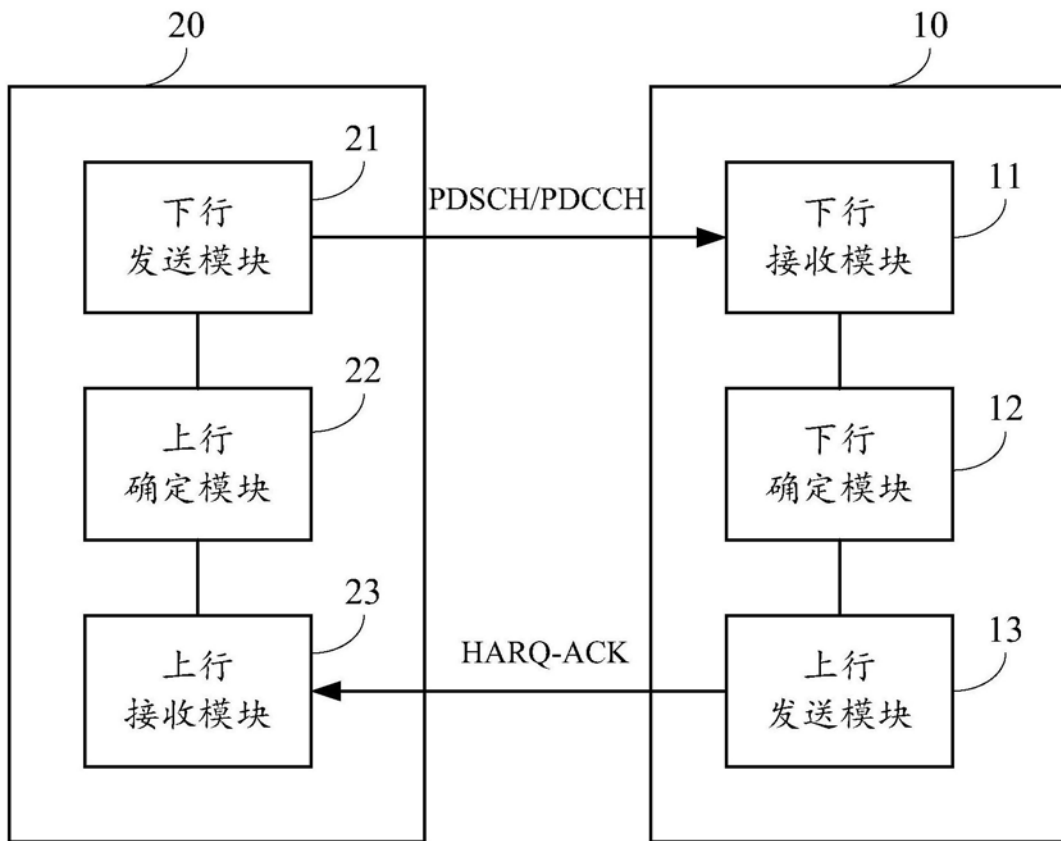 20
10
21
下行
发送模块
PDSCH/PDCCH
11
下行
接收模块
22
上行
确定模块
12
下行
确定模块
23
上行
接收模块
HARQ-ACK
13
上行
发送模块